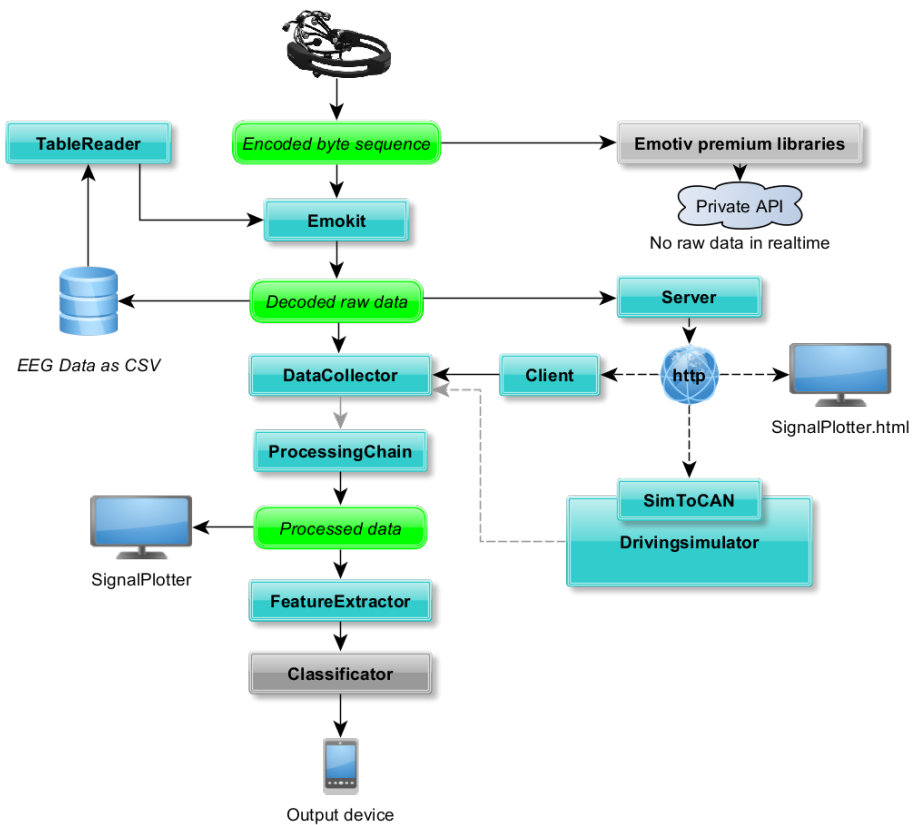 TableReader
Encoded byte sequence
Emotiv premium libraries
Private API
No raw data in realtime
Emokit
Decoded raw data
Server
EEG Data as CSV
DataCollector
Client
http
SignalPlotter.html
ProcessingChain
SimToCAN
Drivingsimulator
Processed data
SignalPlotter
FeatureExtractor
Classificator
Output device